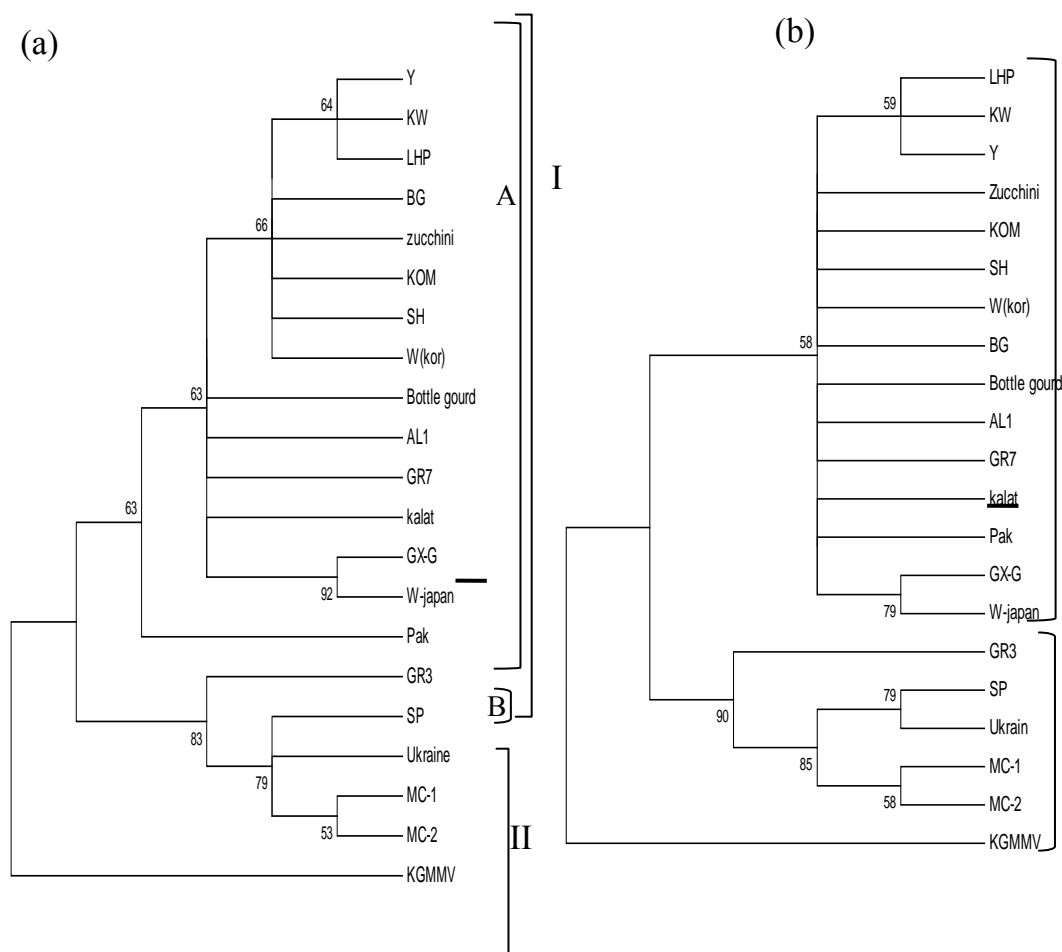 (a)
Y
64
KW
LHP
I
A
BG
66
zucchini
KOM
SH
W(kor)
63
Bottle gourd
AL1
GR7
63
kalat
GX-G
92
W-japan
Pak
GR3
B
SP
83
Ukraine
79
MC-1
53
MC-2
II
KGMMV
(b)
LHP
59
KW
Y
Zucchini
KOM
SH
W(kor)
58
BG
Bottle gourd
AL1
GR7
kalat
Pak
GX-G
79
W-japan
GR3
79
SP
90
Ukrain
85
MC-1
58
MC-2
KGMMV